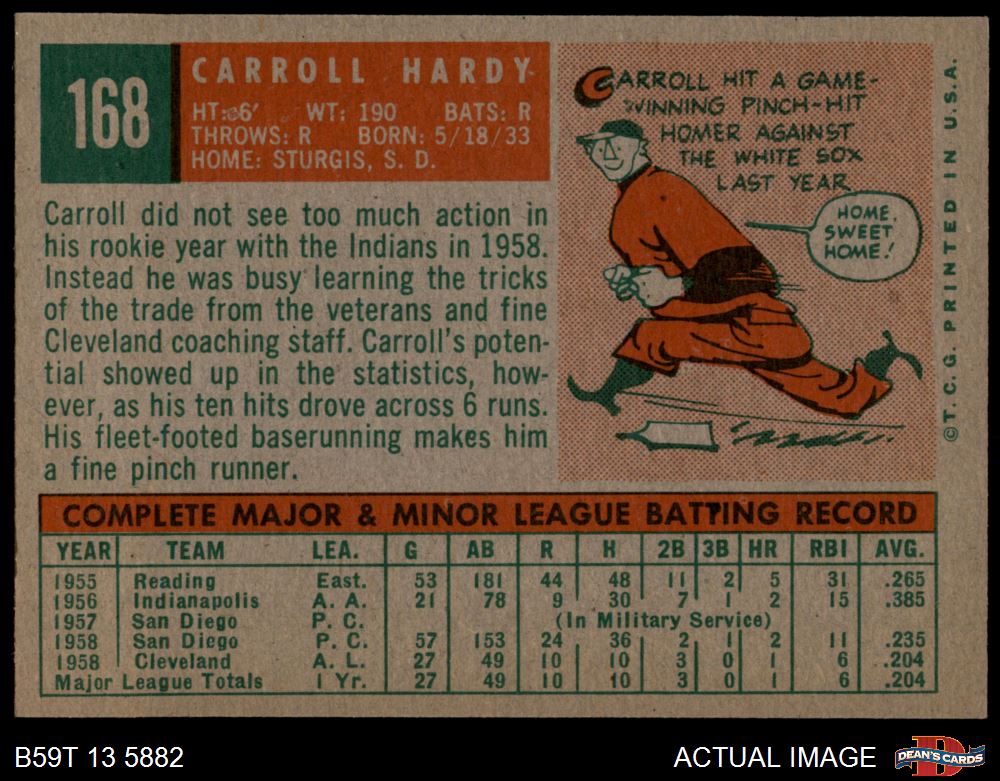 168
CARROLL HARDY
HT: 6' WT: 190 BATS: R
THROWS: R BORN: 5/18/33
HOME: STURGIS, S. D.
CARROLL HIT A GAME-
WINNING PINCH-HIT
HOMER AGAINST
THE WHITE SOX
LAST YEAR
HOME,
SWEET
HOME!
©T. C. G. PRINTED IN U.S.A.
Carroll did not see too much action in
his rookie year with the Indians in 1958.
Instead he was busy learning the tricks
of the trade from the veterans and fine
Cleveland coaching staff. Carroll's poten-
tial showed up in the statistics, how-
ever, as his ten hits drove across 6 runs.
His fleet-footed baserunning makes him
a fine pinch runner.
COMPLETE MAJOR & MINOR LEAGUE BATTING RECORD
YEAR TEAM LEA. G AB R H 2B 3B HR RBI AVG.
1955 Reading East. 53 181 44 48 11 2 5 31 .265
1956 Indianapolis A. A. 21 78 9 30 7 1 2 15 .385
1957 San Diego P. C. (In Military Service)
1958 San Diego P. C. 57 153 24 36 2 1 2 11 .235
1958 Cleveland A. L. 27 49 10 10 3 0 1 6 .204
Major League Totals 1 Yr. 27 49 10 10 3 0 1 6 .204
B59T 13 5882
ACTUAL IMAGE
D
DEAN'S CARDS